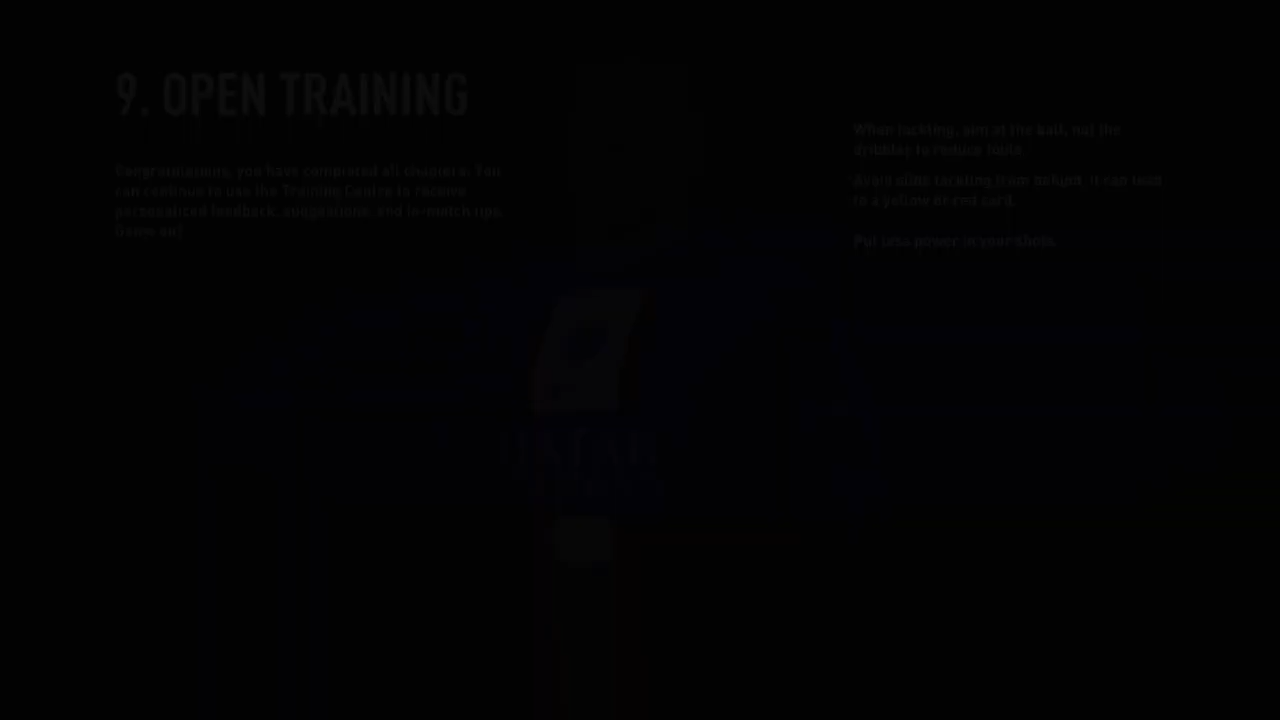 9. OPEN TRAINING
Congratulations, you have completed all chapters. You
can continue to use the Training Centre to receive
personalised feedback, suggestions, and in-match tips.
When tackling, aim at the ball, not the
dribbler to reduce fouls.
Avoid slide tackling from behind. It can lead
to a yellow or red card.
Put less power in your shots.